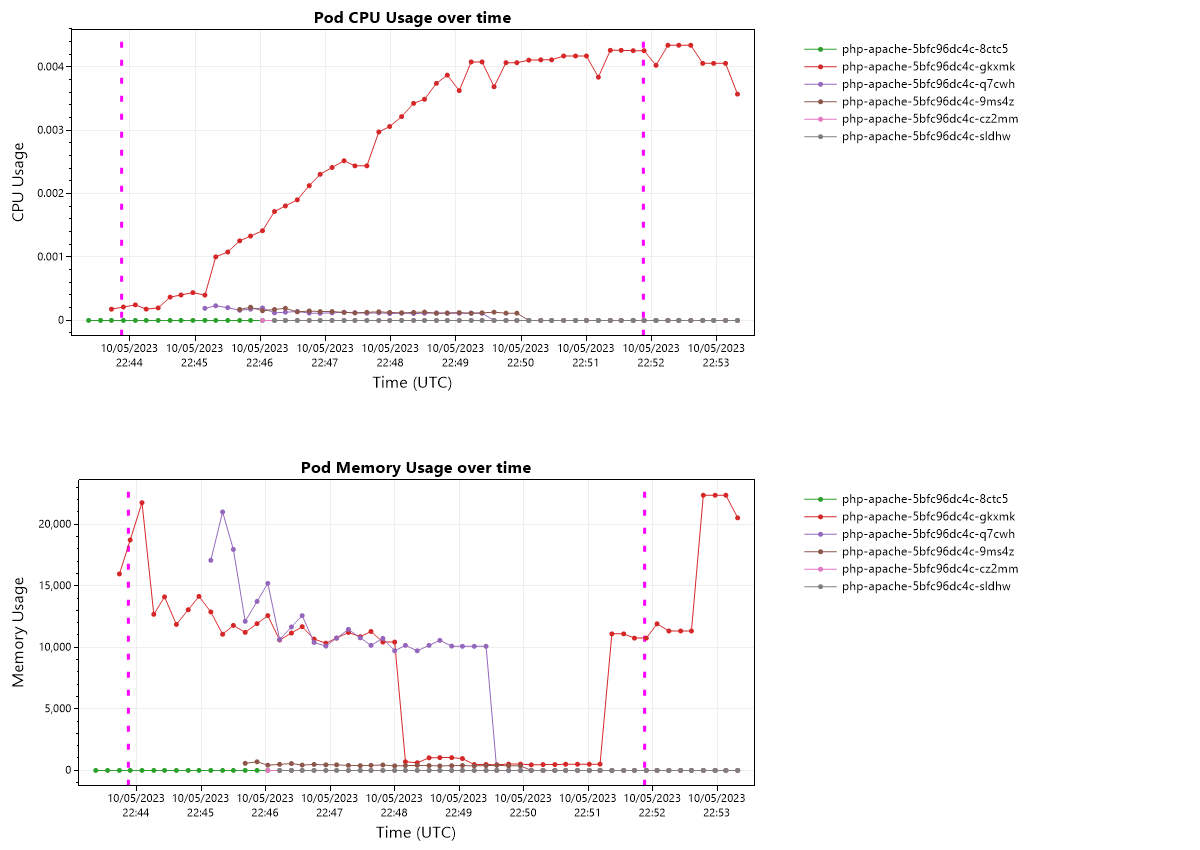 Pod CPU Usage over time
CPU Usage
0.004
0.003
0.002
0.001
0
10/05/2023 10/05/2023 10/05/2023 10/05/2023 10/05/2023 10/05/2023 10/05/2023 10/05/2023 10/05/2023 10/05/2023
22:44 22:45 22:46 22:47 22:48 22:49 22:50 22:51 22:52 22:53
Time (UTC)
php-apache-5bfc96dc4c-8ctc5
php-apache-5bfc96dc4c-gkxmk
php-apache-5bfc96dc4c-q7cwh
php-apache-5bfc96dc4c-9ms4z
php-apache-5bfc96dc4c-cz2mm
php-apache-5bfc96dc4c-sldhw
Pod Memory Usage over time
Memory Usage
20,000
15,000
10,000
5,000
0
10/05/2023 10/05/2023 10/05/2023 10/05/2023 10/05/2023 10/05/2023 10/05/2023 10/05/2023 10/05/2023 10/05/2023
22:44 22:45 22:46 22:47 22:48 22:49 22:50 22:51 22:52 22:53
Time (UTC)
php-apache-5bfc96dc4c-8ctc5
php-apache-5bfc96dc4c-gkxmk
php-apache-5bfc96dc4c-q7cwh
php-apache-5bfc96dc4c-9ms4z
php-apache-5bfc96dc4c-cz2mm
php-apache-5bfc96dc4c-sldhw